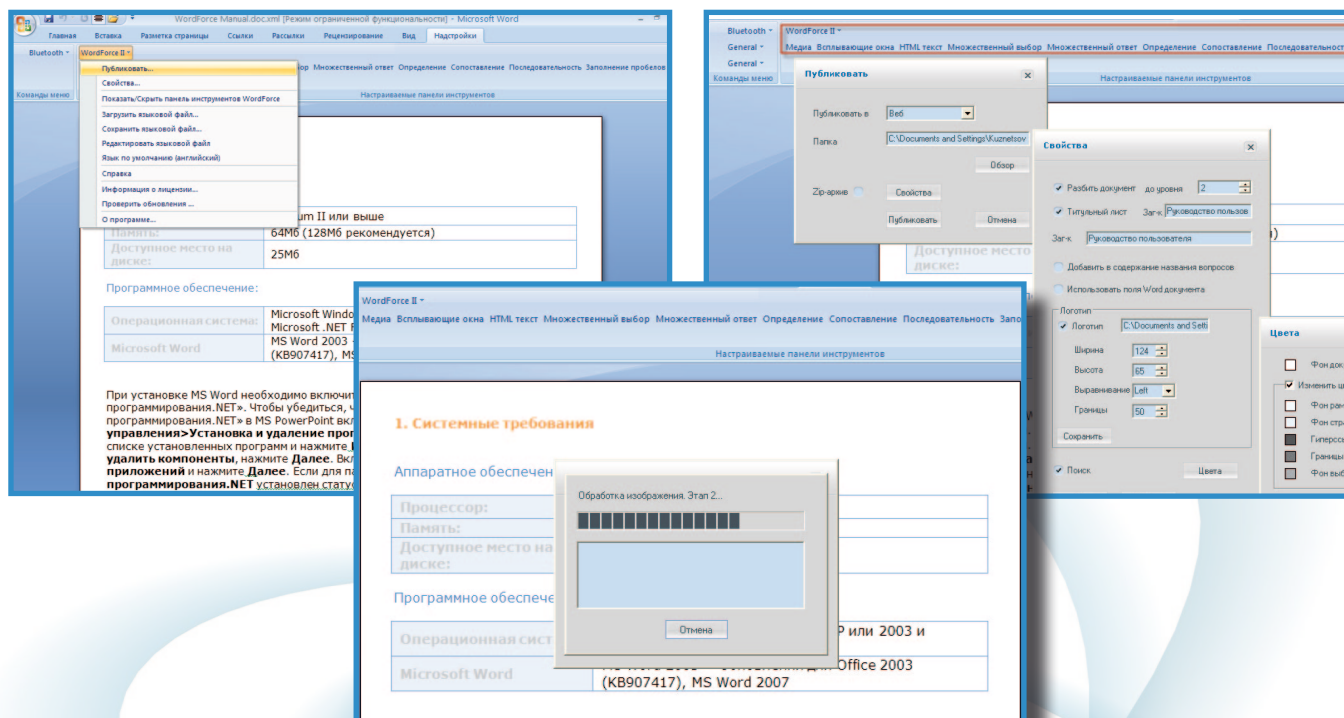 WordForce Manual.doc.xml [Режим ограниченной функциональности] - Microsoft Word
Главная Вставка Разметка страницы Ссылки Рассылки Рецензирование Вид Надстройки
Bluetooth WordForce II
Публиковать...
ор Множественный ответ Определение Сопоставление Последовательность Заполнение пробелов
Свойства...
Команды меню
Показать/Скрыть панель инструментов WordForce
Настраиваемые панели инструментов
Загрузить языковой файл...
Сохранить языковой файл...
Редактировать языковой файл
Язык по умолчанию (английский)
Справка
Информация о лицензии...
Проверить обновления ...
О программе...
um II или выше
Память: 64Мб (128Мб рекомендуется)
Доступное место на
диске:
25Мб
Программное обеспечение:
Операционная система:
Microsoft Windo
Microsoft .NET F
Microsoft Word
MS Word 2003
(KB907417), MS
При установке MS Word необходимо включит
программирования.NET». Чтобы убедиться, ч
программирования.NET» в MS PowerPoint вкл
управления>Установка и удаление прог
списке установленных программ и нажмите
удалить компоненты, нажмите Далее. Вкл
приложений и нажмите Далее. Если для па
программирования.NET установлен статус
Bluetooth WordForce II
General Медиа Всплывающие окна HTML текст Множественный выбор Множественный ответ Определение Сопоставление Последовательность
General
Команды меню
Настраиваемые панели инструментов
Публиковать
Публиковать в Веб
Папка C:\Documents and Settings\Kuznetsov
Обзор
Zip-архив Свойства
Публиковать Отмена
Доступное место
диске:
Свойства
Разбить документ до уровня 2
Титульный лист Заг-к Руководство пользов
Заг-к Руководство пользователя
Добавить в содержание названия вопросов
Использовать поля Word документа
Логотип
Логотип C:\Documents and Setti
Ширина 124
Высота 65
Выравнивание Left
Границы 50
Сохранить
Поиск Цвета
Цвета
Фон док
Изменить ц
Фон рам
Фон стра
Гиперссы
Границы
Фон выб
WordForce II
Медиа Всплывающие окна HTML текст Множественный выбор Множественный ответ Определение Сопоставление Последовательность Запо
Настраиваемые панели инструментов
1. Системные требования
Аппаратное обеспечен
Процессор:
Память:
Доступное место на
диске:
Программное обеспече
Операционная сист
P или 2003 и
Microsoft Word
Office 2003
(KB907417), MS Word 2007
Обработка изображения. Этап 2...
Отмена